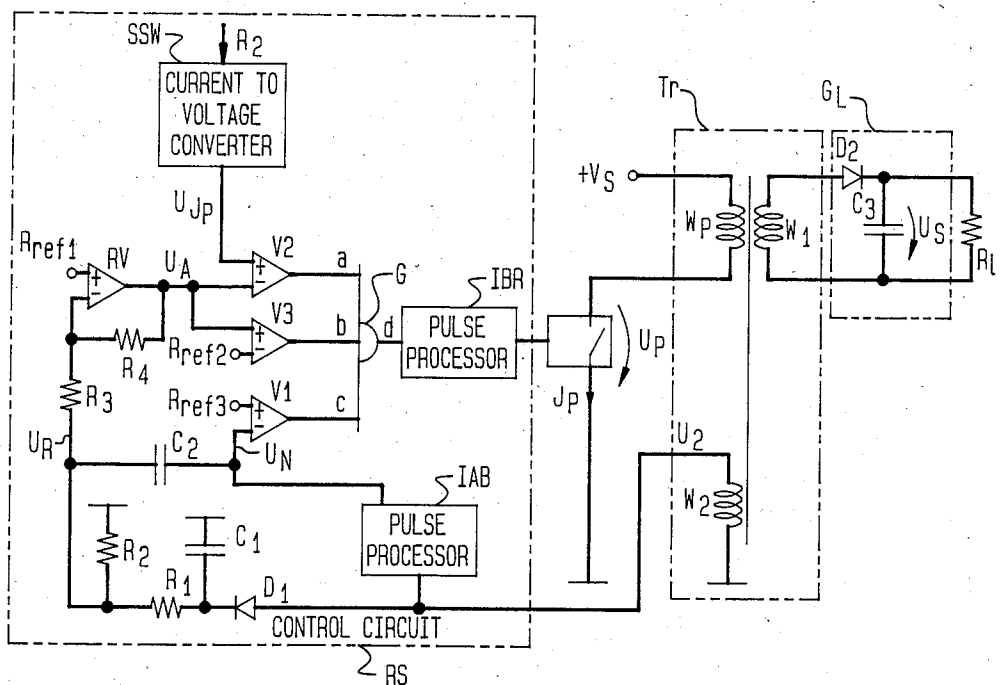 SSW
R2
CURRENT TO
VOLTAGE
CONVERTER
UJp
Rref1
RV
UA
V2
a
G
R4
V3
b
d
IBR
PULSE
PROCESSOR
Rref2
R3
Rref3
V1
c
UR
C2
UN
IAB
PULSE
PROCESSOR
R2
C1
R1
D1
CONTROL CIRCUIT
RS
Tr
GL
+VS
WP
W1
D2
C3
US
RL
UP
JP
U2
W2